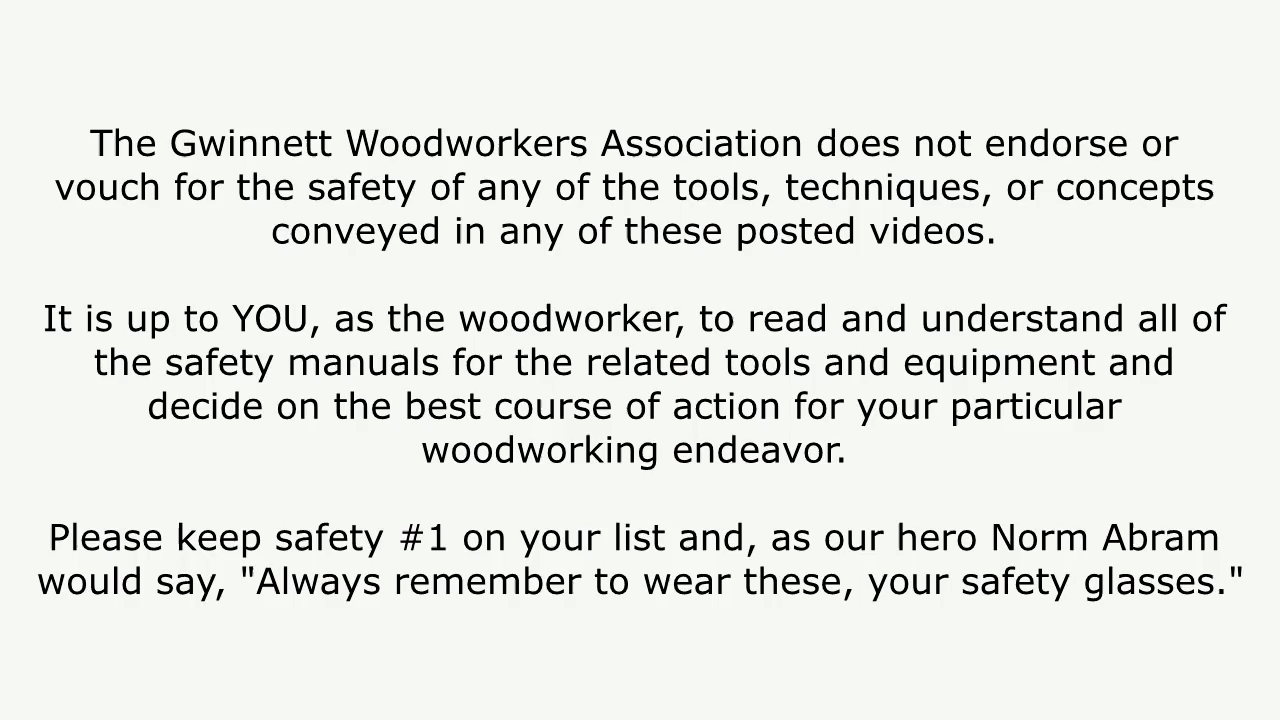 The Gwinnett Woodworkers Association does not endorse or
vouch for the safety of any of the tools, techniques, or concepts
conveyed in any of these posted videos.
It is up to YOU, as the woodworker, to read and understand all of
the safety manuals for the related tools and equipment and
decide on the best course of action for your particular
woodworking endeavor.
Please keep safety #1 on your list and, as our hero Norm Abram
would say, "Always remember to wear these, your safety glasses."